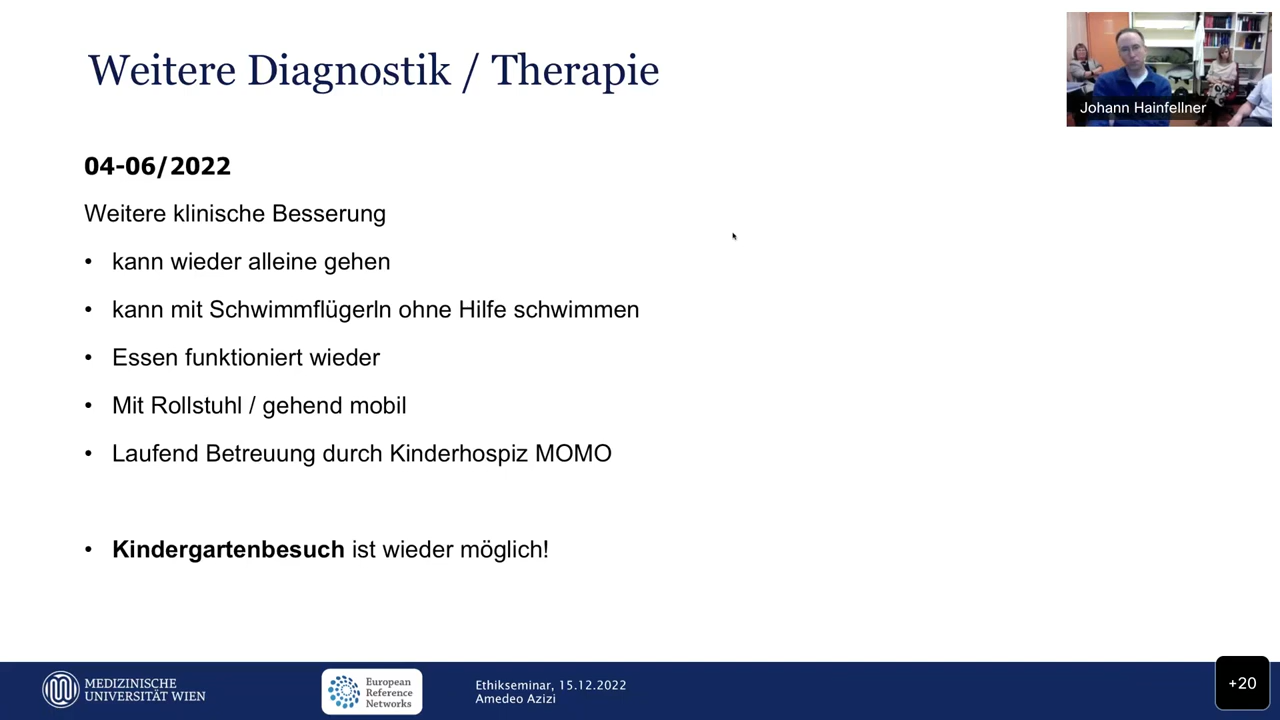 Weitere Diagnostik / Therapie
Johann Hainfellner
04-06/2022
Weitere klinische Besserung
• kann wieder alleine gehen
• kann mit Schwimmflügerln ohne Hilfe schwimmen
• Essen funktioniert wieder
• Mit Rollstuhl / gehend mobil
• Laufend Betreuung durch Kinderhospiz MOMO
• Kindergartenbesuch ist wieder möglich!
MEDIZINISCHE
UNIVERSITÄT WIEN
European
Reference
Networks
Ethikseminar, 15.12.2022
Amedeo Azizi
+20